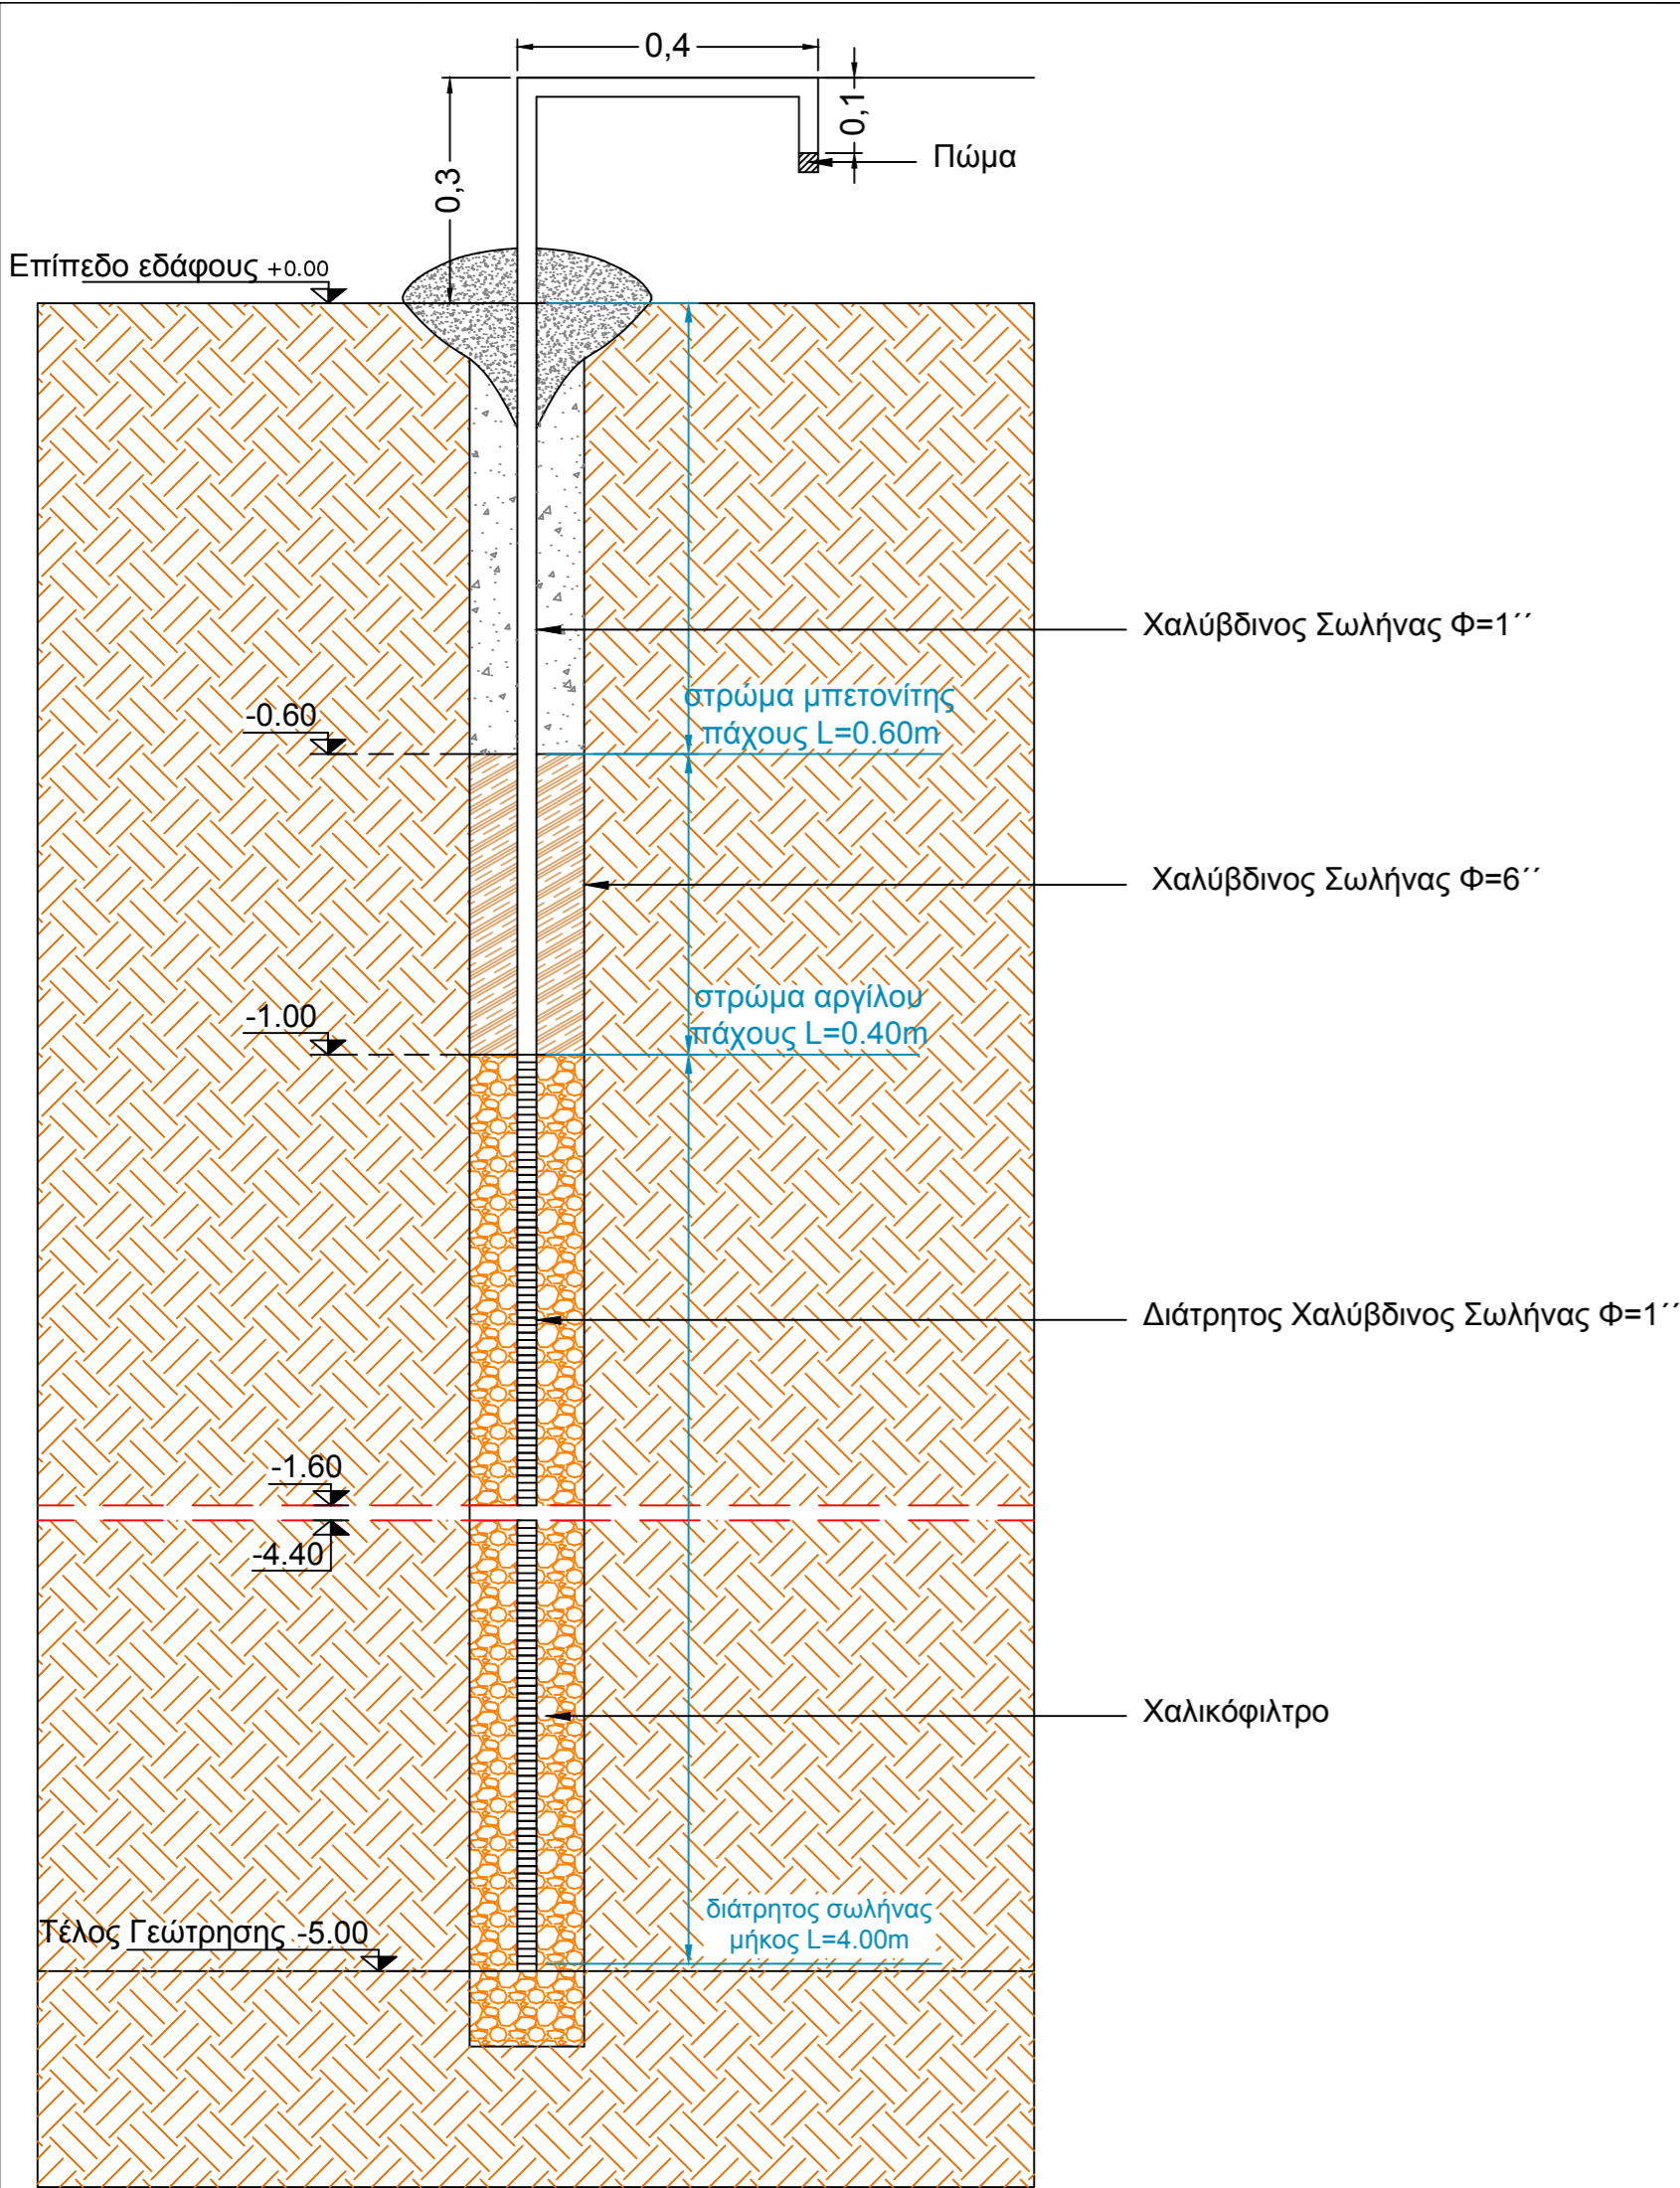 0,4
0,1
Πώμα
0,3
Επίπεδο εδάφους +0.00
Χαλύβδινος Σωλήνας Φ=1΄΄
στρώμα μπετονίτης
πάχους L=0.60m
-0.60
Χαλύβδινος Σωλήνας Φ=6΄΄
στρώμα αργίλου
πάχους L=0.40m
-1.00
Διάτρητος Χαλύβδινος Σωλήνας Φ=1΄΄
-1.60
-4.40
Χαλικόφιλτρο
διάτρητος σωλήνας
μήκος L=4.00m
Τέλος Γεώτρησης -5.00